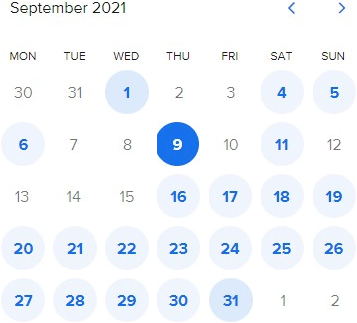 September 2021
MON TUE WED THU FRI SAT SUN
30 31 1 2 3 4 5
6 7 8 9 10 11 12
13 14 15 16 17 18 19
20 21 22 23 24 25 26
27 28 29 30 31 1 2